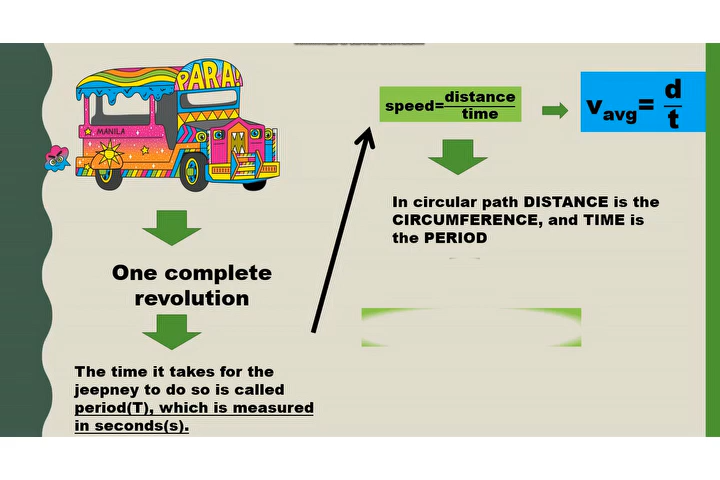 PARA!
MANILA
One complete
revolution
The time it takes for the
jeepney to do so is called
period(T), which is measured
in seconds(s).
speed=distance/time
v_avg= d/t
In circular path DISTANCE is the
CIRCUMFERENCE, and TIME is
the PERIOD